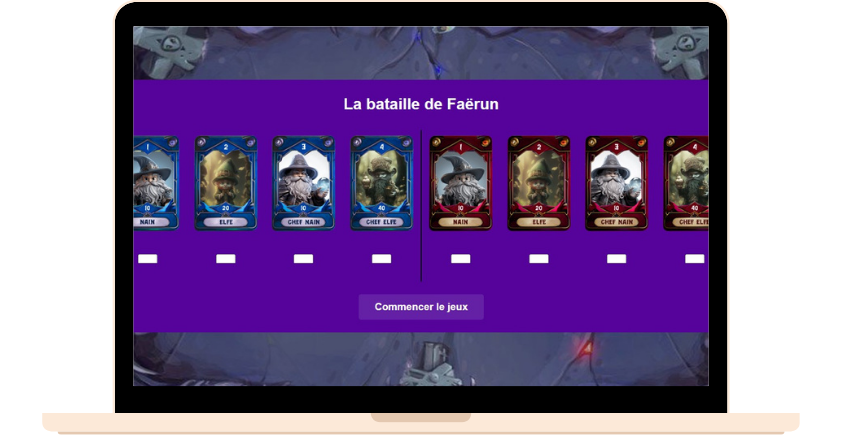 La bataille de Faërun
1
2
3
4
1
2
3
4
10
20
10
40
10
20
10
40
NAIN
ELFE
CHEF NAIN
CHEF ELFE
NAIN
ELFE
CHEF NAIN
CHEF ELFE
Commencer le jeux